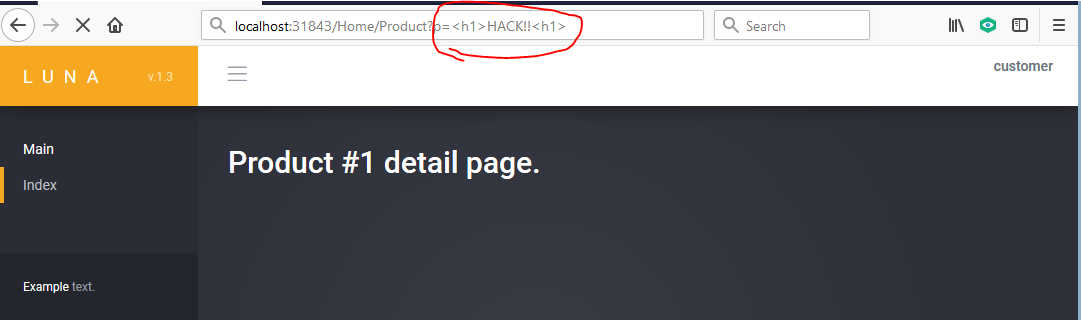 localhost:31843/Home/Product?p=<h1>HACK!!<h1>
Search
LUNA
v.1.3
customer
Main
Index
Product #1 detail page.
Example text.